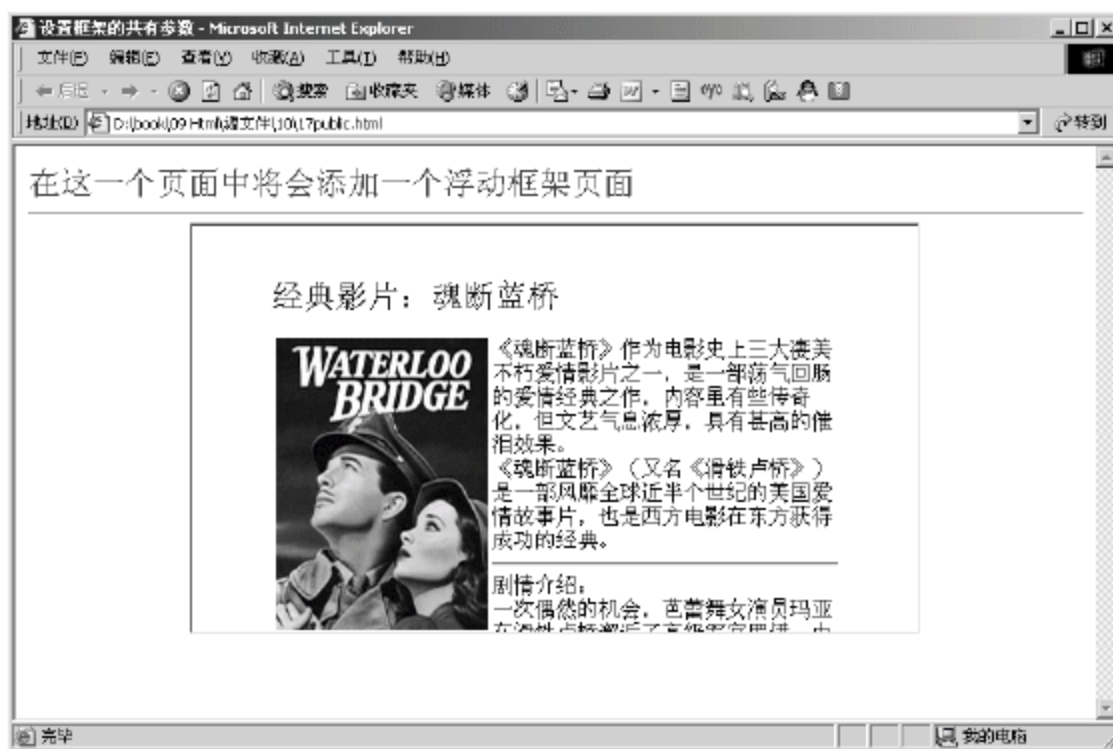 设置框架的共有参数 - Microsoft Internet Explorer
文件(F) 编辑(E) 查看(V) 收藏(A) 工具(T) 帮助(H)
后退 搜索 收藏夹 媒体
地址(D) D:\book\09 Html\源文件\10\17public.html 转到
在这一个页面中将会添加一个浮动框架页面
经典影片：魂断蓝桥
WATERLOO
BRIDGE
《魂断蓝桥》作为电影史上三大凄美
不朽爱情影片之一，是一部荡气回肠
的爱情经典之作，内容里有些传奇
化，但文艺气息浓厚，具有甚高的催
泪效果。
《魂断蓝桥》（又名《滑铁卢桥》）
是一部风靡全球近半个世纪的美国爱
情故事片，也是西方电影在东方获得
成功的经典。
剧情介绍：
一次偶然的机会，芭蕾舞女演员玛亚
完毕 我的电脑